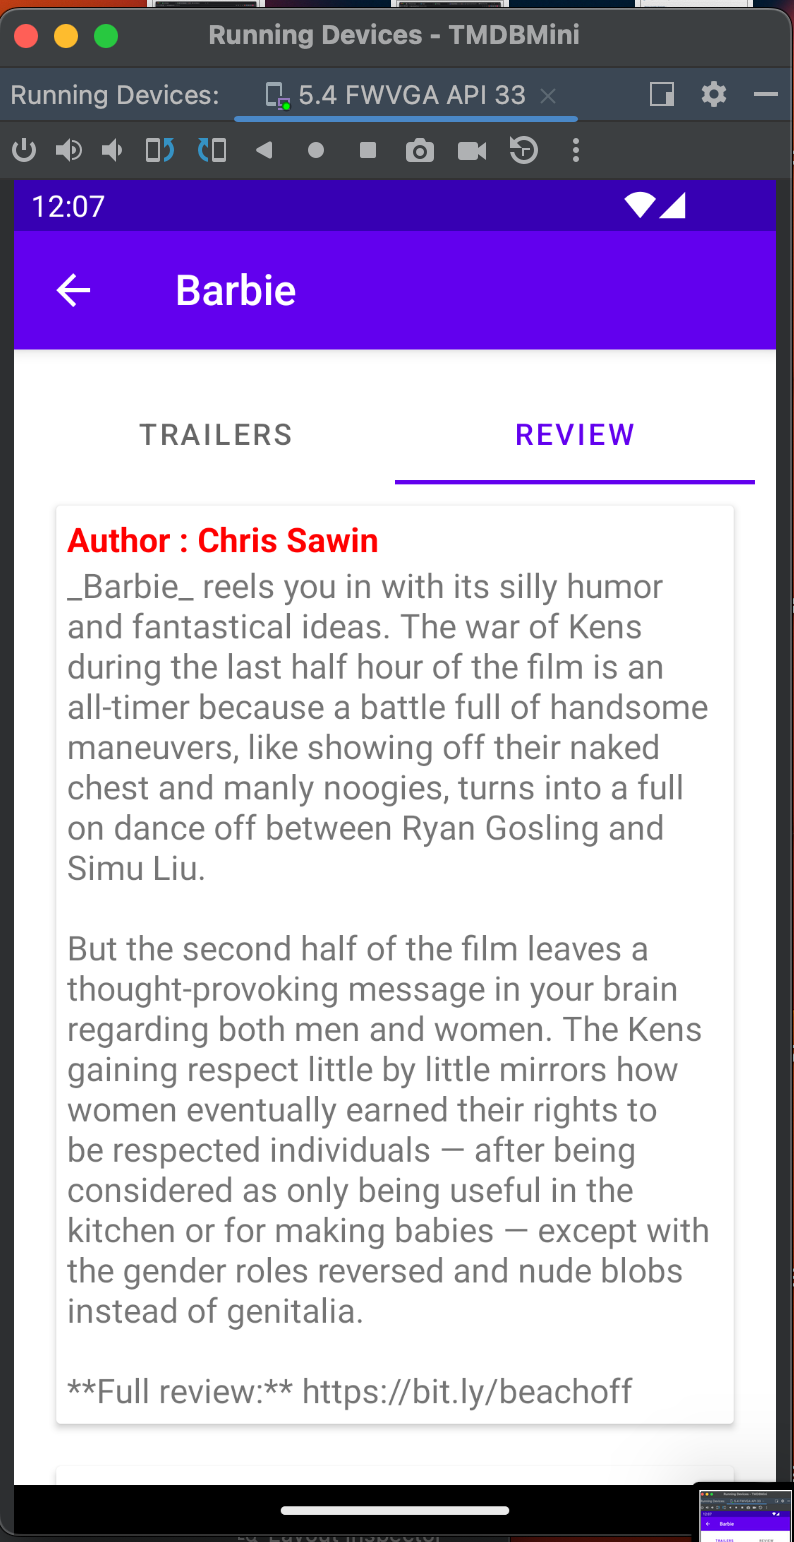 Running Devices - TMDBMini
Running Devices: 5.4 FWVGA API 33
12:07
Barbie
TRAILERS REVIEW
Author : Chris Sawin
_Barbie_ reels you in with its silly humor
and fantastical ideas. The war of Kens
during the last half hour of the film is an
all-timer because a battle full of handsome
maneuvers, like showing off their naked
chest and manly noogies, turns into a full
on dance off between Ryan Gosling and
Simu Liu.
But the second half of the film leaves a
thought-provoking message in your brain
regarding both men and women. The Kens
gaining respect little by little mirrors how
women eventually earned their rights to
be respected individuals — after being
considered as only being useful in the
kitchen or for making babies — except with
the gender roles reversed and nude blobs
instead of genitalia.
**Full review:** https://bit.ly/beachoff
Layout Inspector